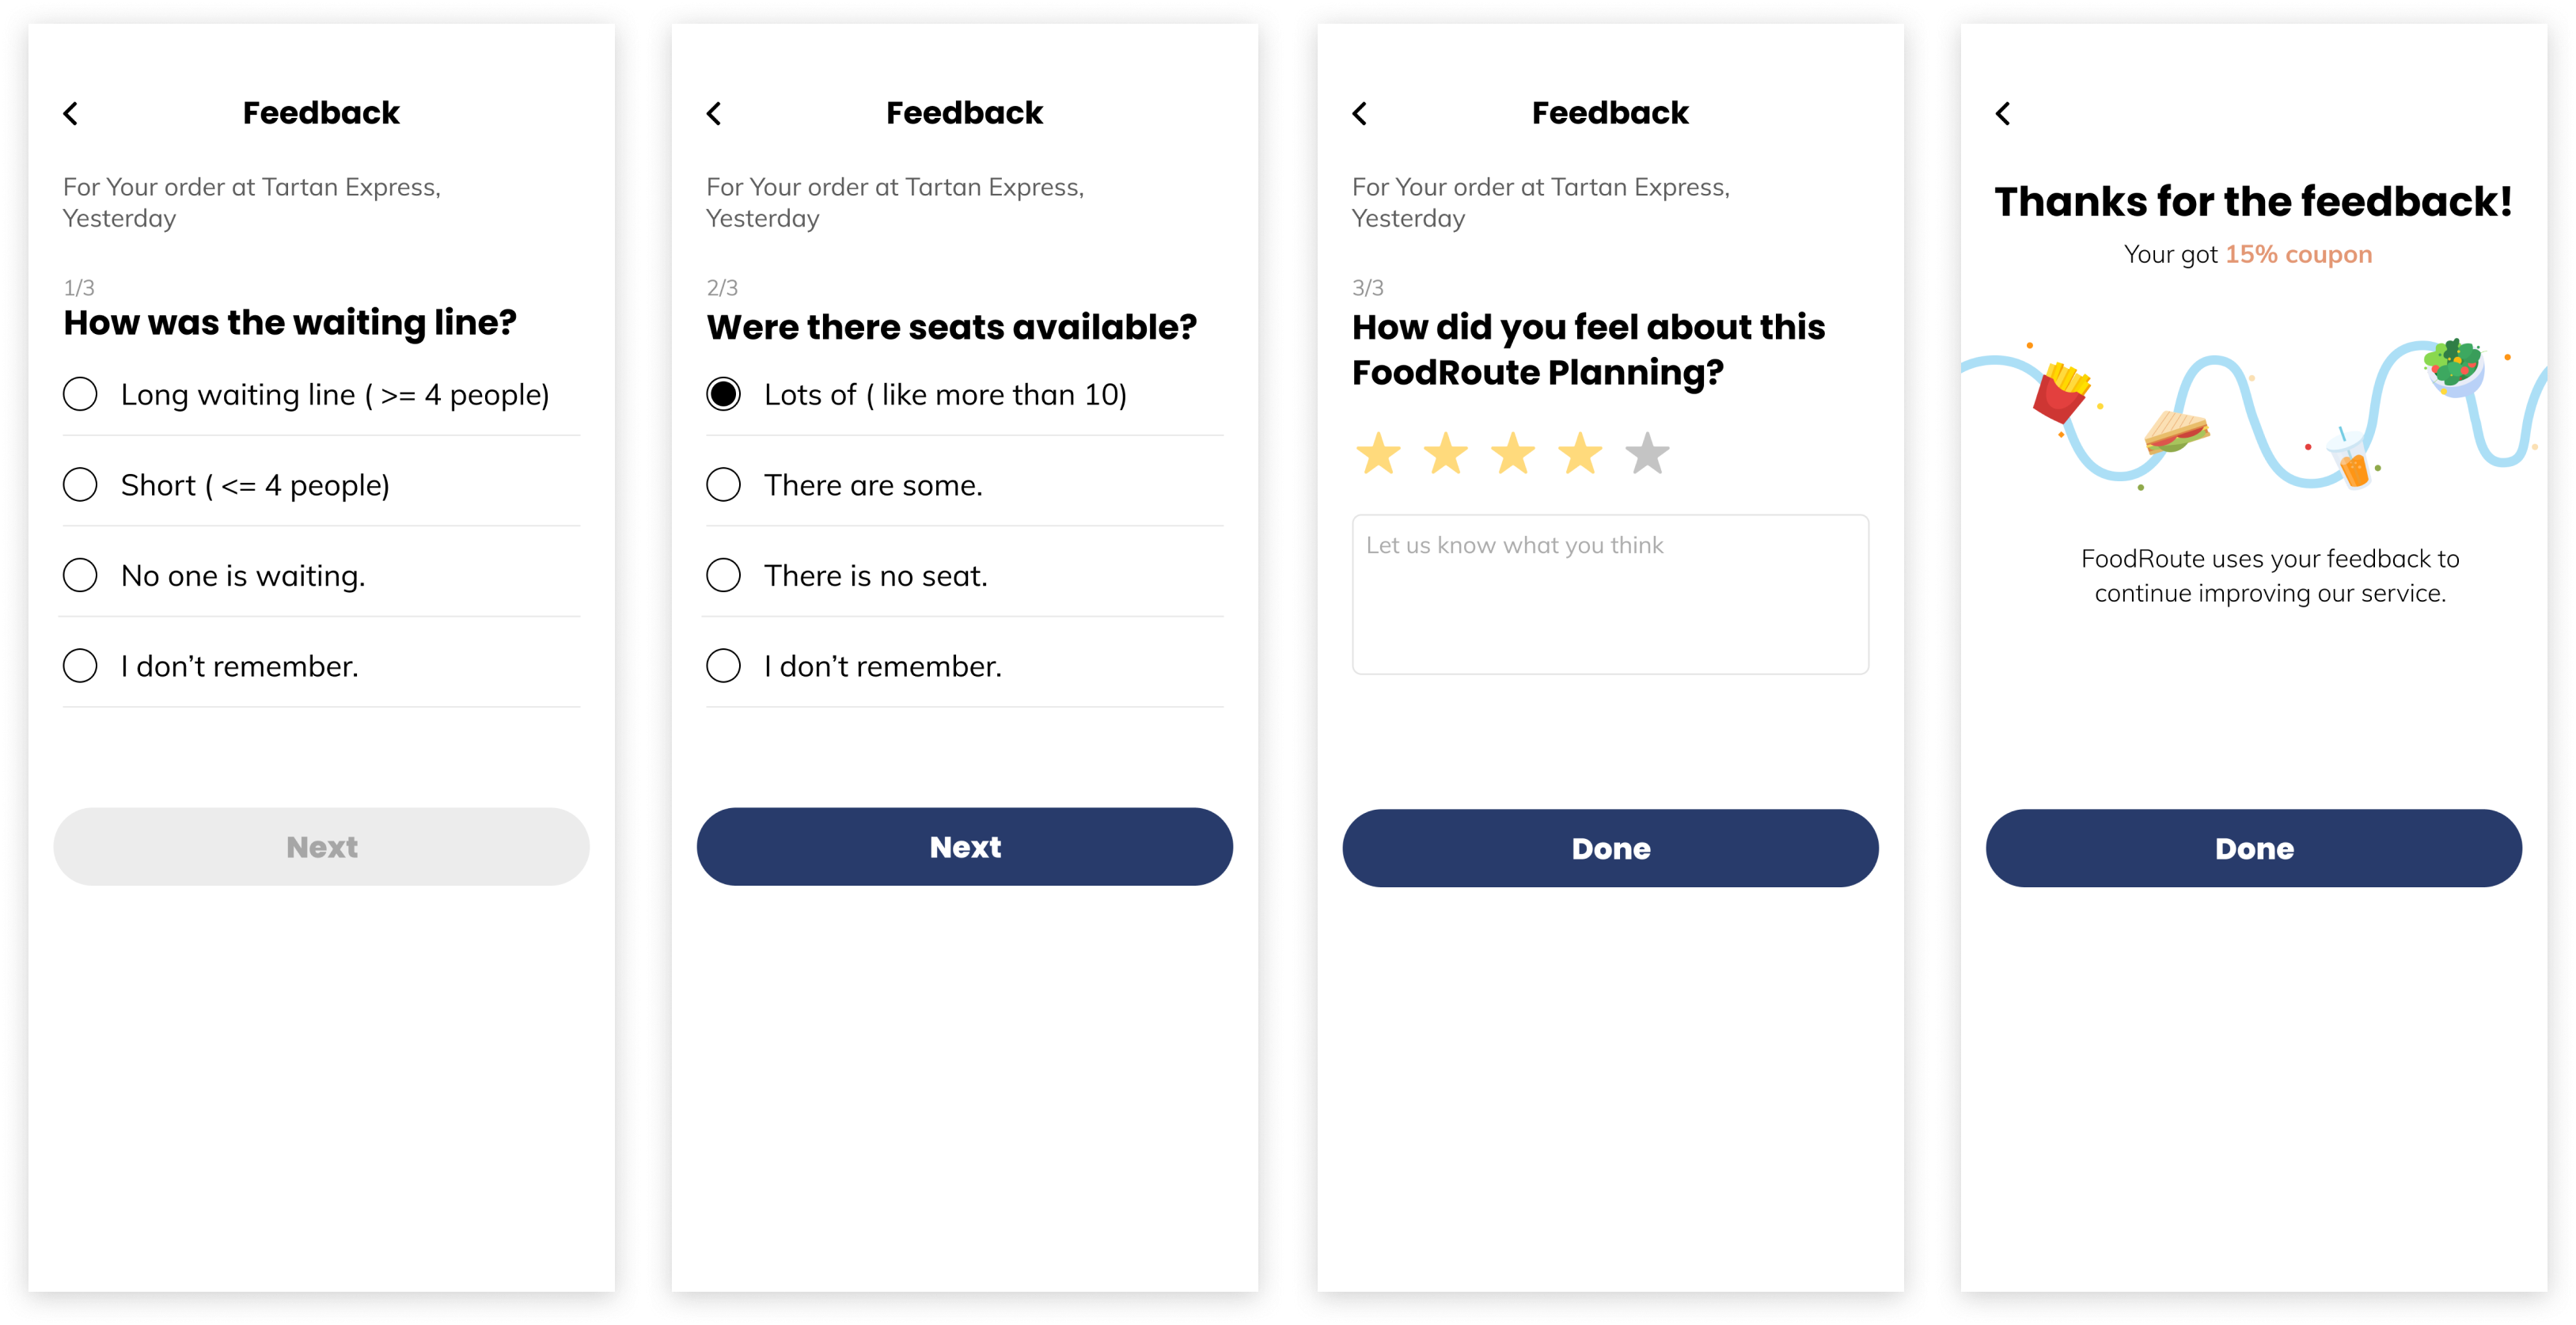 Feedback
For Your order at Tartan Express,
Yesterday
1/3
How was the waiting line?
Long waiting line ( >= 4 people)
Short ( <= 4 people)
No one is waiting.
I don’t remember.
Next
Feedback
For Your order at Tartan Express,
Yesterday
2/3
Were there seats available?
Lots of ( like more than 10)
There are some.
There is no seat.
I don’t remember.
Next
Feedback
For Your order at Tartan Express,
Yesterday
3/3
How did you feel about this
FoodRoute Planning?
Let us know what you think
Done
Thanks for the feedback!
Your got 15% coupon
FoodRoute uses your feedback to
continue improving our service.
Done